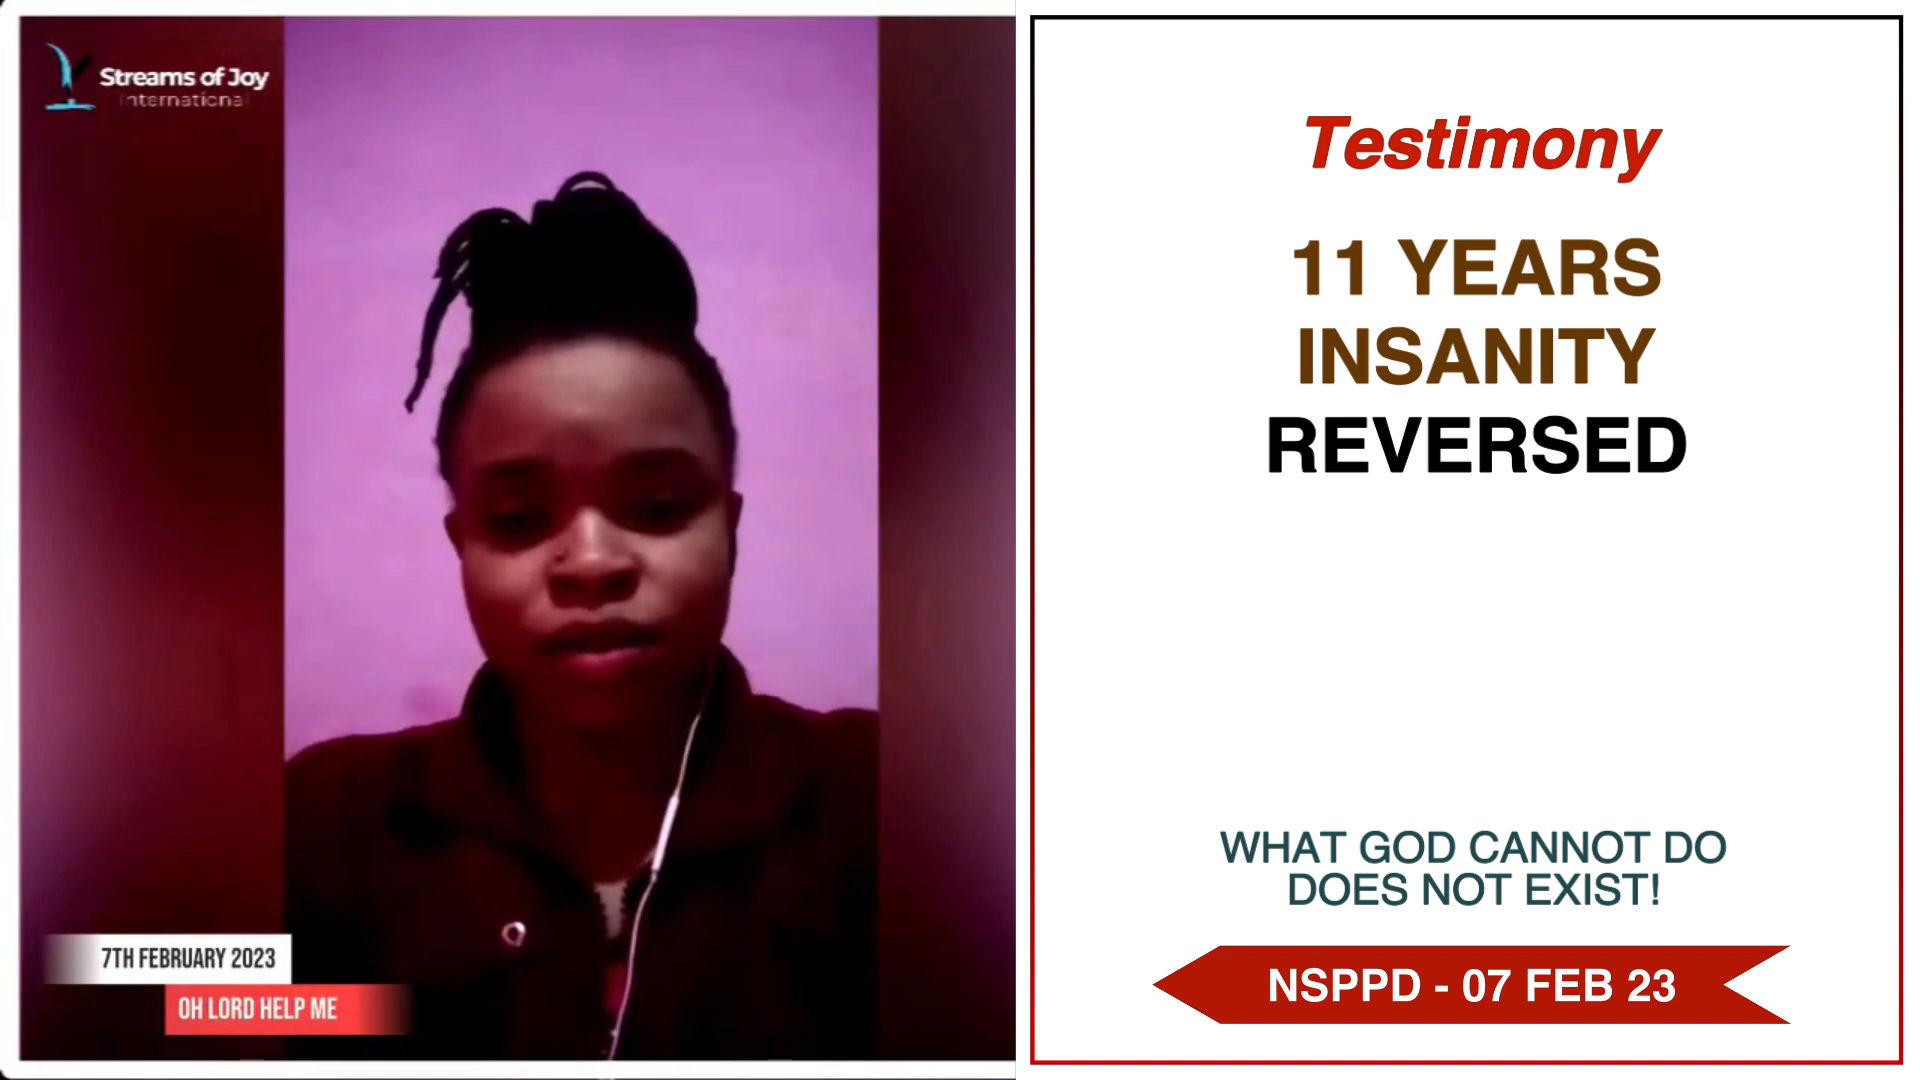 Streams of Joy
International
7TH FEBRUARY 2023
OH LORD HELP ME
Testimony
11 YEARS
INSANITY
REVERSED
WHAT GOD CANNOT DO
DOES NOT EXIST!
NSPPD - 07 FEB 23